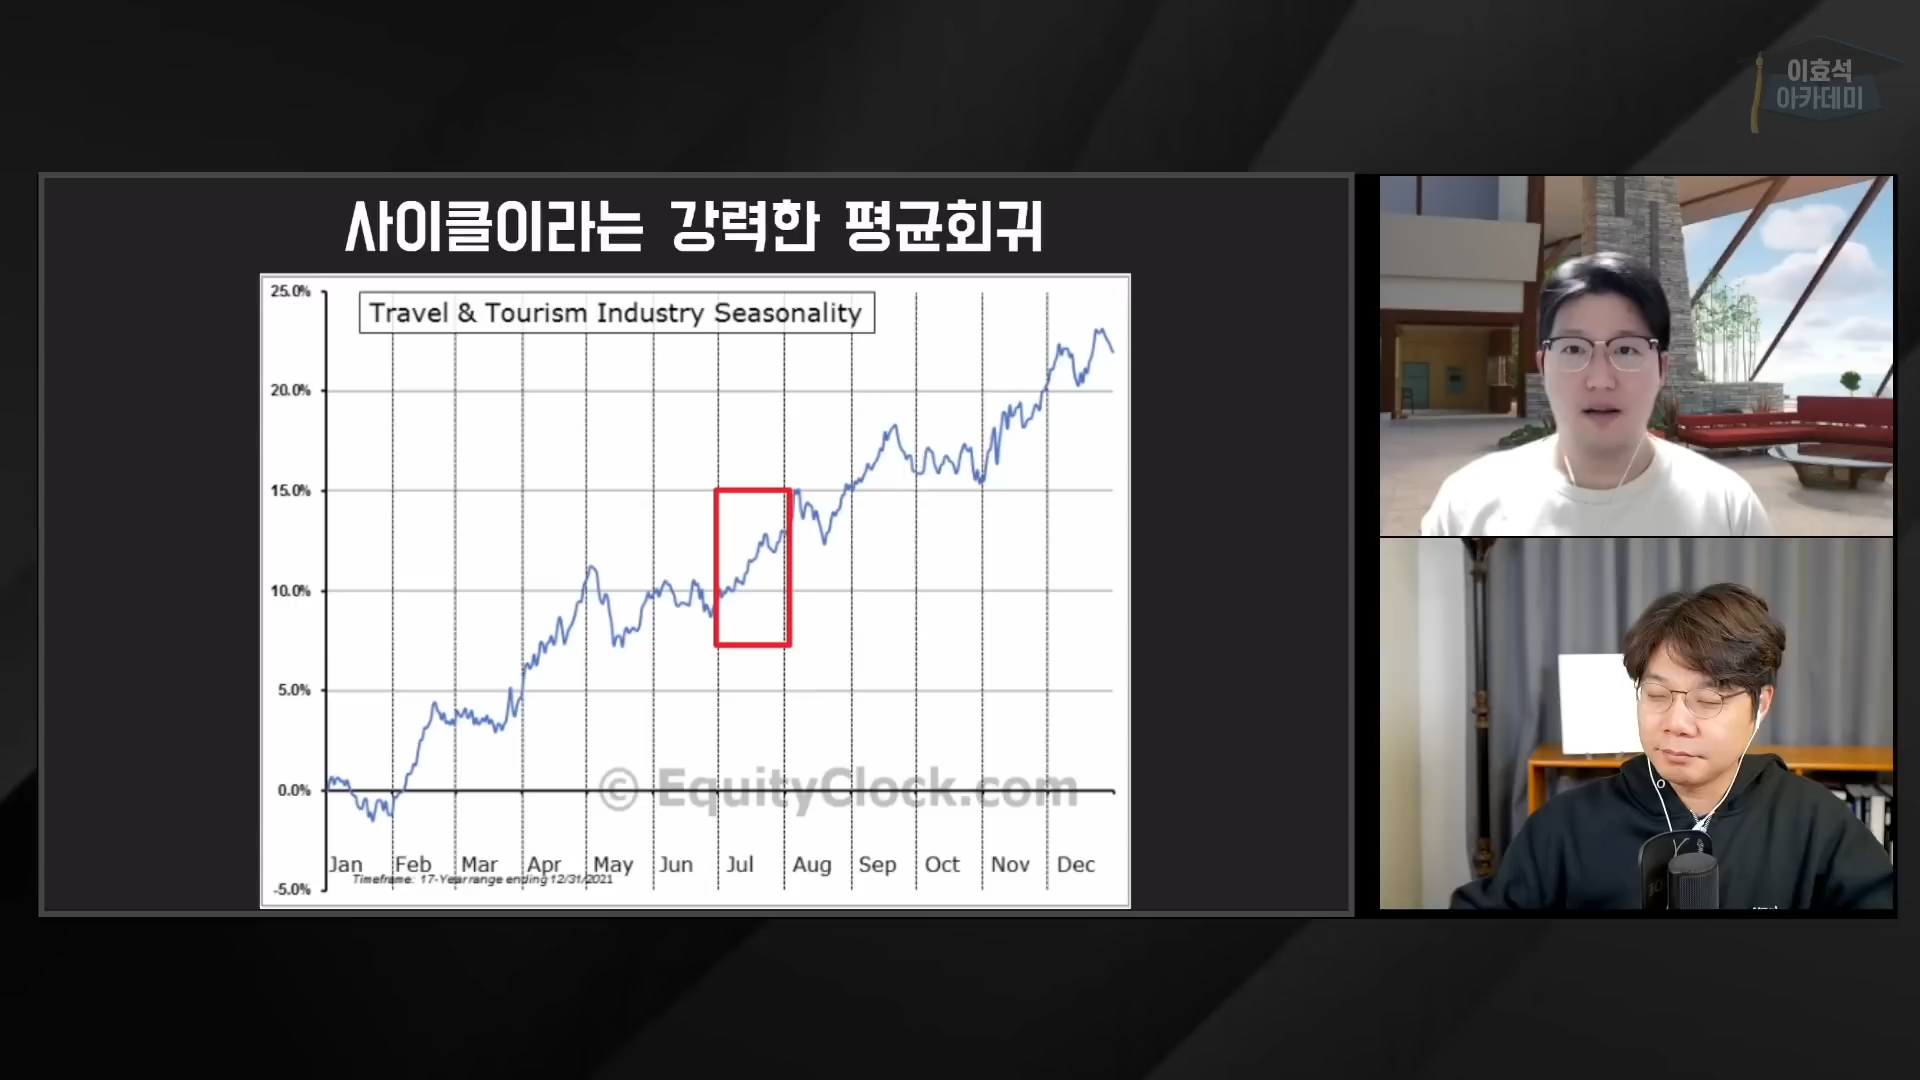 이효석
아카데미
사이클이라는 강력한 평균회귀
Travel & Tourism Industry Seasonality
25.0%
20.0%
15.0%
10.0%
5.0%
0.0%
-5.0%
© EquityClock.com
Jan Feb Mar Apr May Jun Jul Aug Sep Oct Nov Dec
Timeframe: 17-Year range ending 12/31/2021